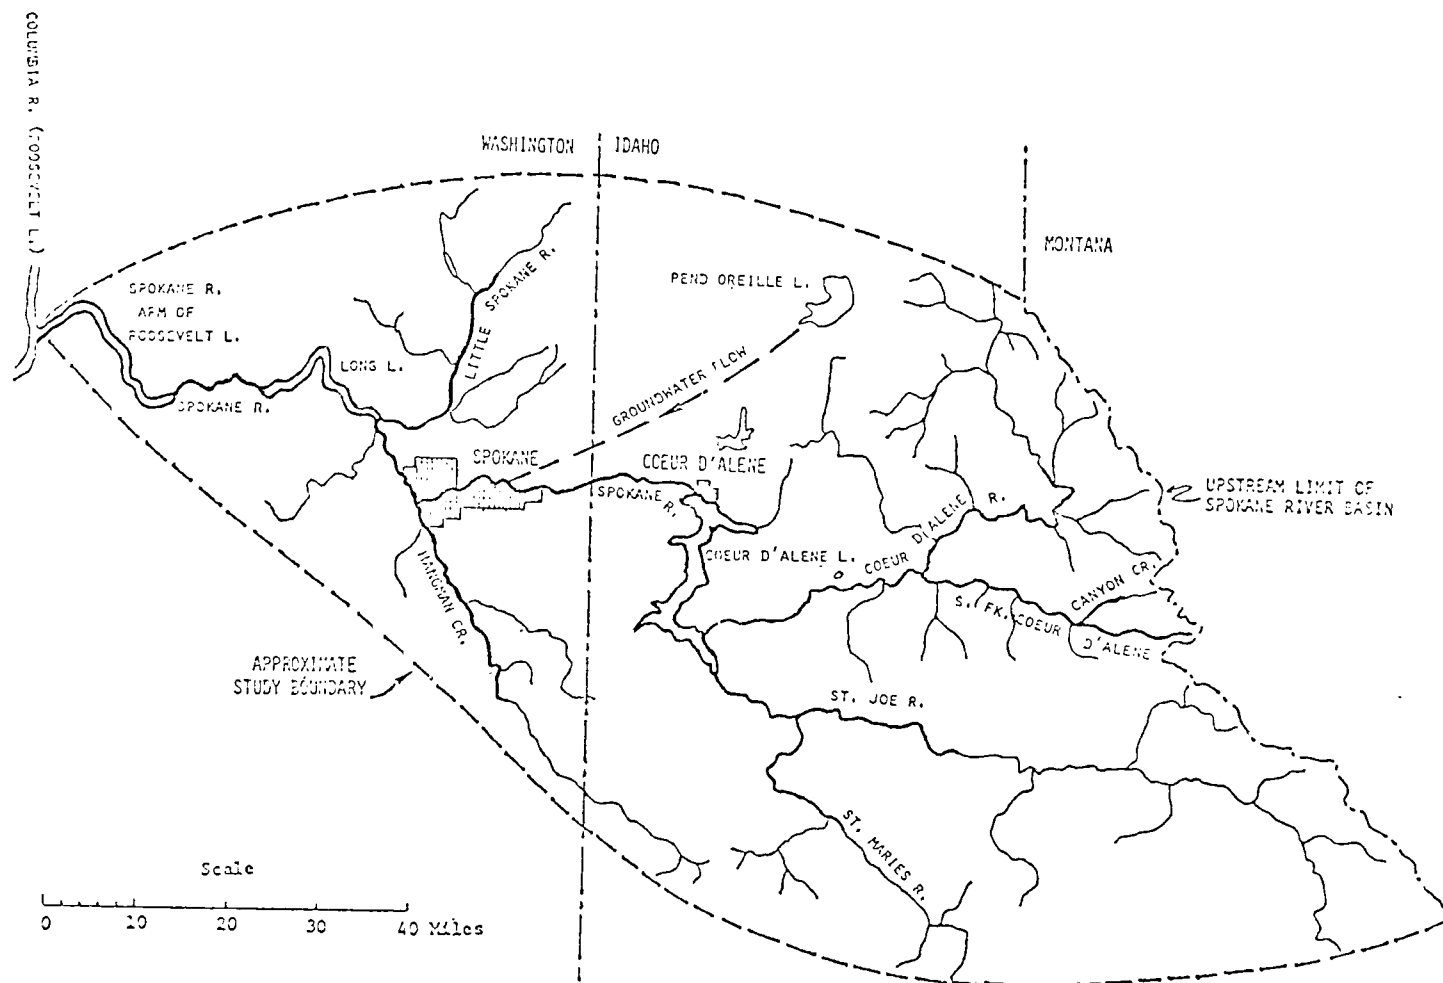 COLUMBIA R. (ROOSEVELT L.)
WASHINGTON
IDAHO
MONTANA
SPOKANE R.
ARM OF
ROOSEVELT L.
LONG L.
LITTLE SPOKANE R.
PEND OREILLE L.
SPOKANE R.
GROUNDWATER FLOW
SPOKANE
COEUR D'ALENE
SPOKANE
R.
UPSTREAM LIMIT OF
SPOKANE RIVER BASIN
COEUR D'ALENE L.
COEUR D'ALENE R.
HANGMAN CR.
CANYON CR.
S. FK. COEUR D'ALENE
APPROXIMATE
STUDY BOUNDARY
ST. JOE R.
ST. MARIES R.
Scale
0 10 20 30 40 Miles